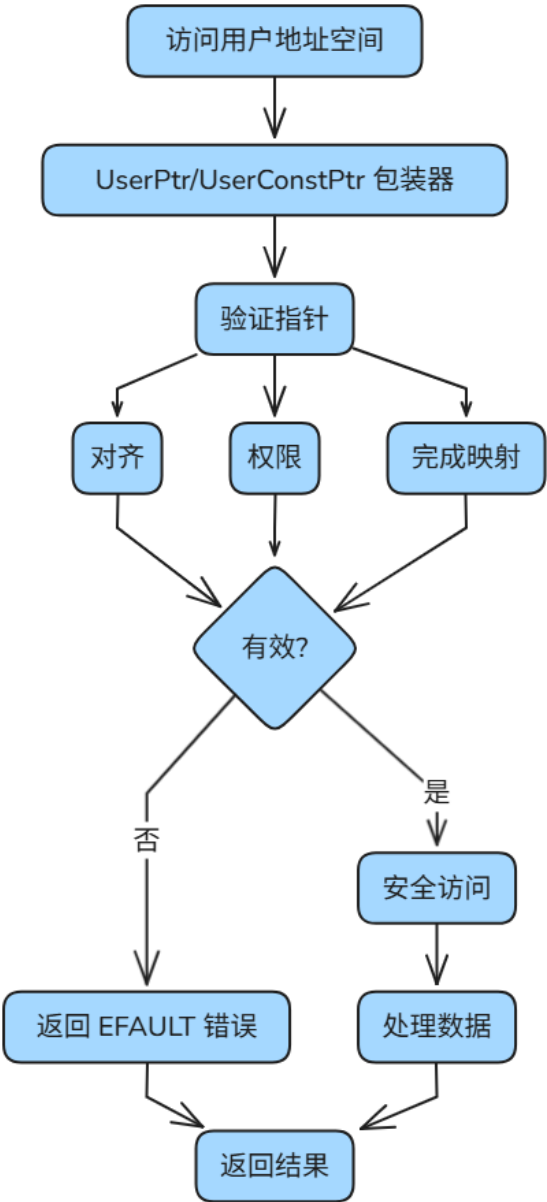 访问用户地址空间
UserPtr/UserConstPtr 包装器
验证指针
对齐
权限
完成映射
有效?
是
否
安全访问
返回 EFAULT 错误
处理数据
返回结果